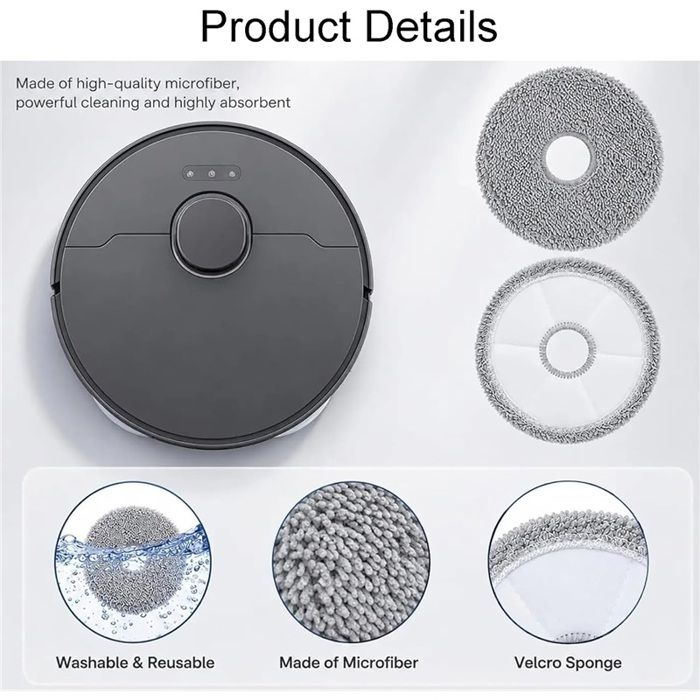 Product Details
Made of high-quality microfiber,
powerful cleaning and highly absorbent
Washable & Reusable
Made of Microfiber
Velcro Sponge